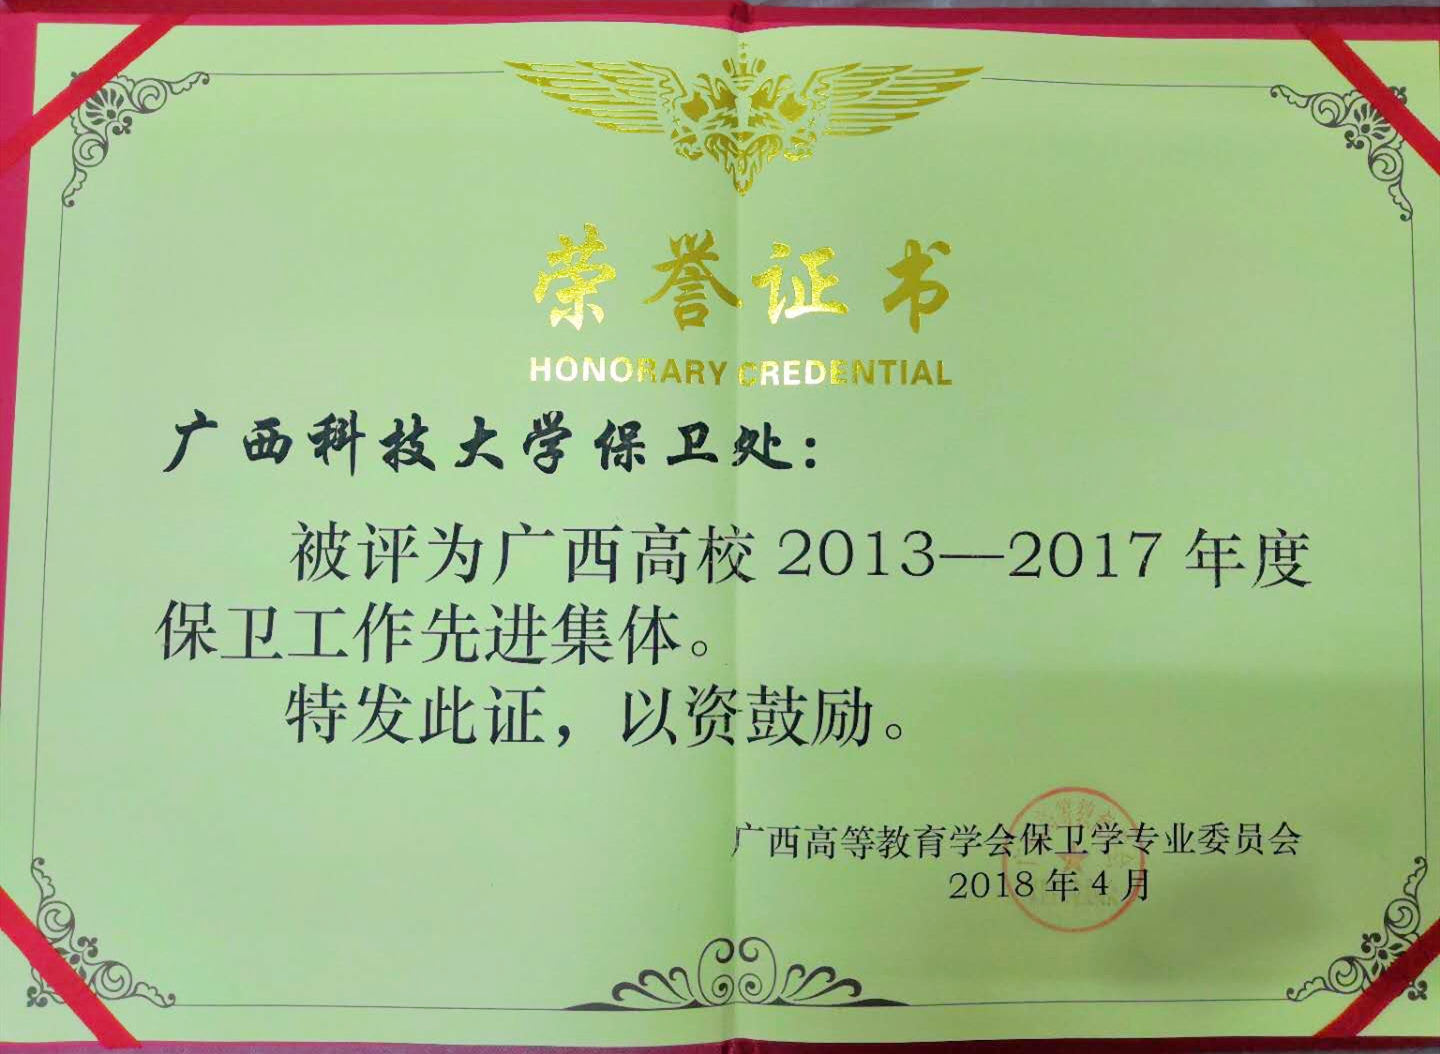 荣誉证书
HONORARY CREDENTIAL
广西科技大学保卫处：
被评为广西高校2013—2017年度
保卫工作先进集体。
特发此证，以资鼓励。
广西高等教育学会保卫学专业委员会
2018年4月